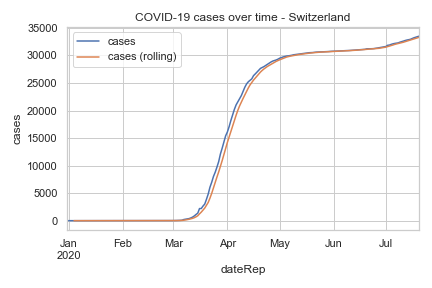 COVID-19 cases over time - Switzerland
cases
cases (rolling)
35000
30000
25000
20000
15000
10000
5000
0
cases
Jan
2020
Feb
Mar
Apr
May
Jun
Jul
dateRep